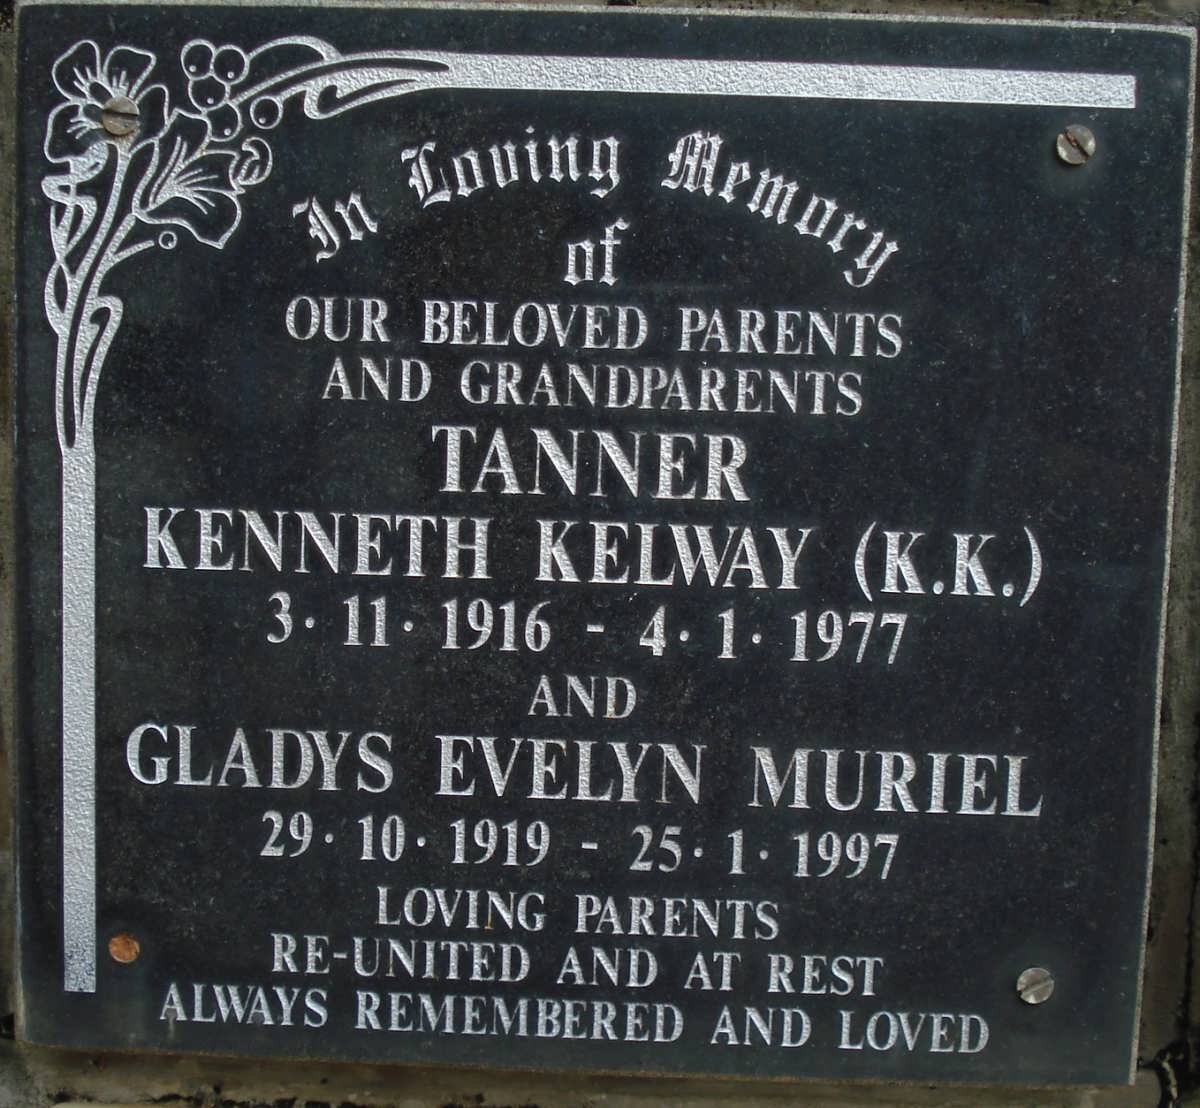 In Loving Memory
of
OUR BELOVED PARENTS
AND GRANDPARENTS
TANNER
KENNETH KELWAY (K.K.)
3·11·1916 - 4·1·1977
AND
GLADYS EVELYN MURIEL
29·10·1919 - 25·1·1997
LOVING PARENTS
RE-UNITED AND AT REST
ALWAYS REMEMBERED AND LOVED